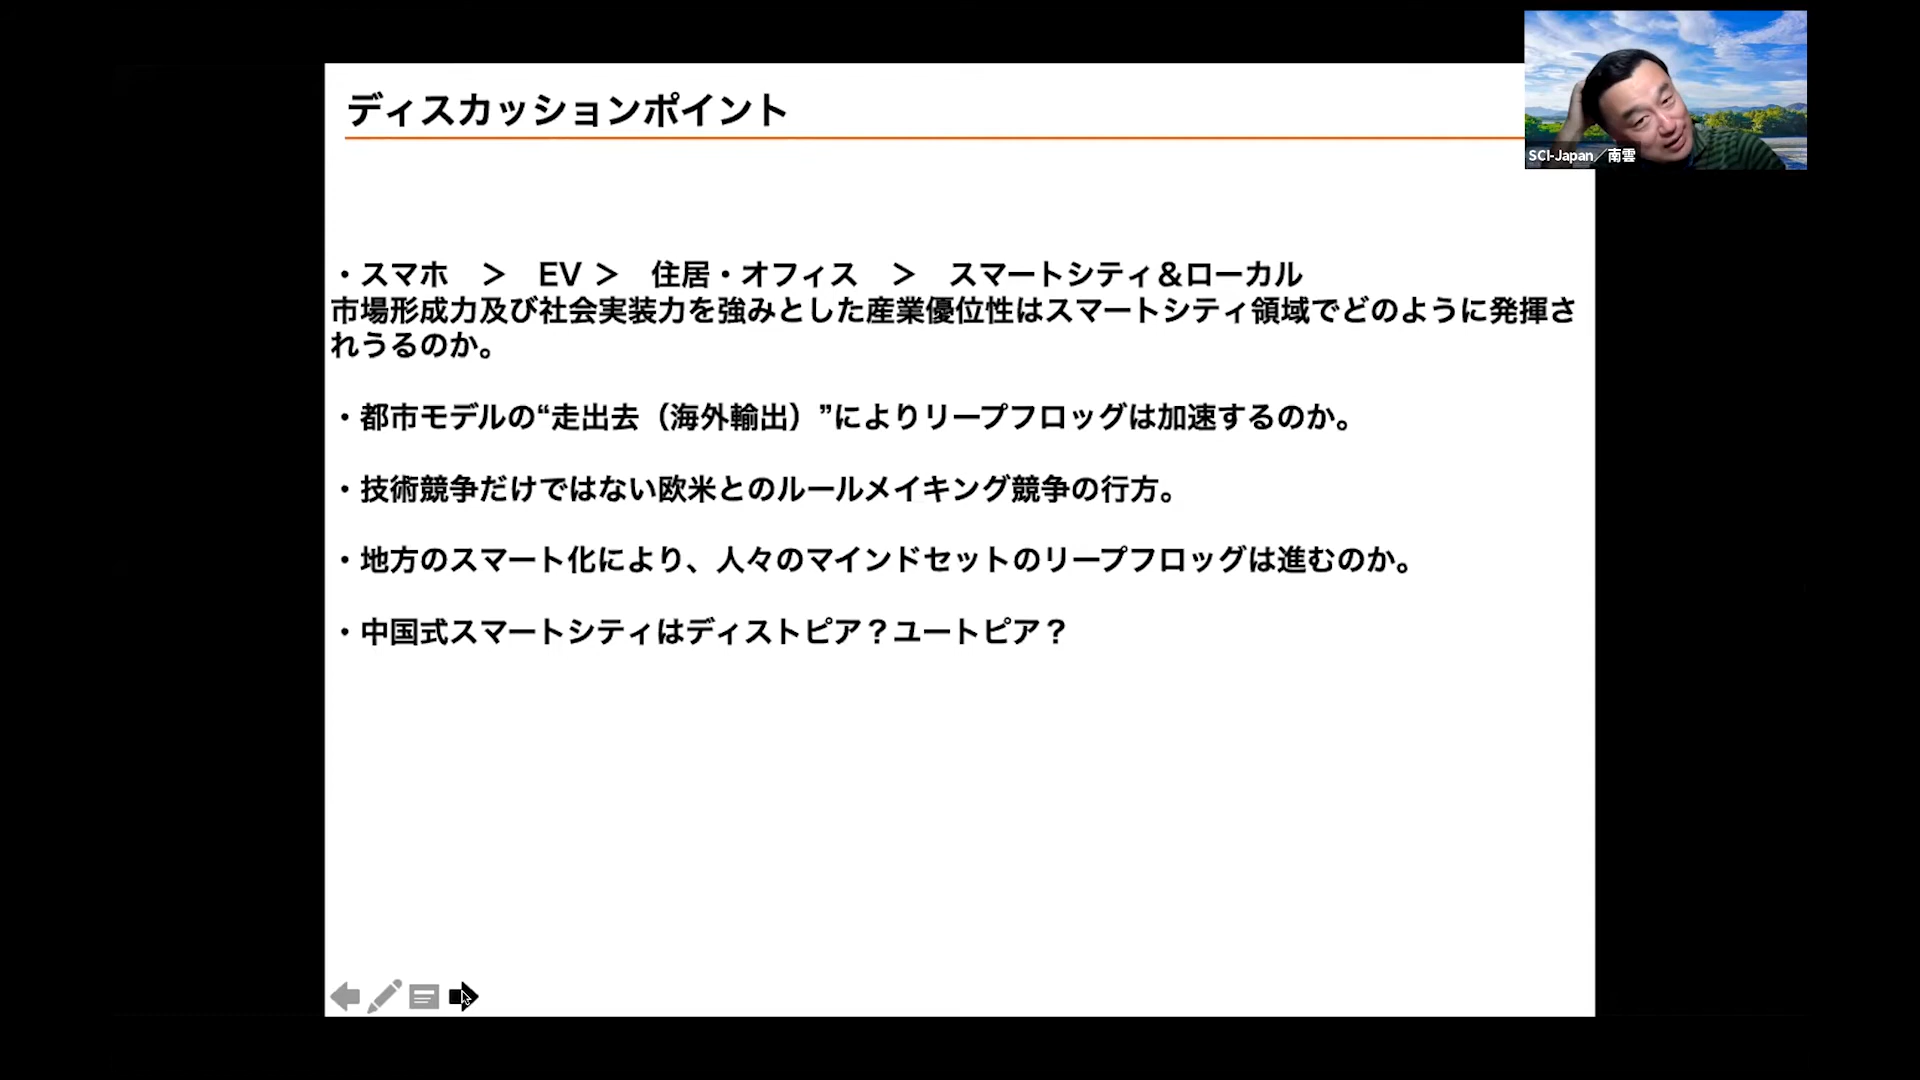 ディスカッションポイント
SCI-Japan／南雲
・スマホ　＞　EV ＞　住居・オフィス　＞　スマートシティ＆ローカル
市場形成力及び社会実装力を強みとした産業優位性はスマートシティ領域でどのように発揮さ
れうるのか。
・都市モデルの“走出去（海外輸出）”によりリープフロッグは加速するのか。
・技術競争だけではない欧米とのルールメイキング競争の行方。
・地方のスマート化により、人々のマインドセットのリープフロッグは進むのか。
・中国式スマートシティはディストピア？ユートピア？